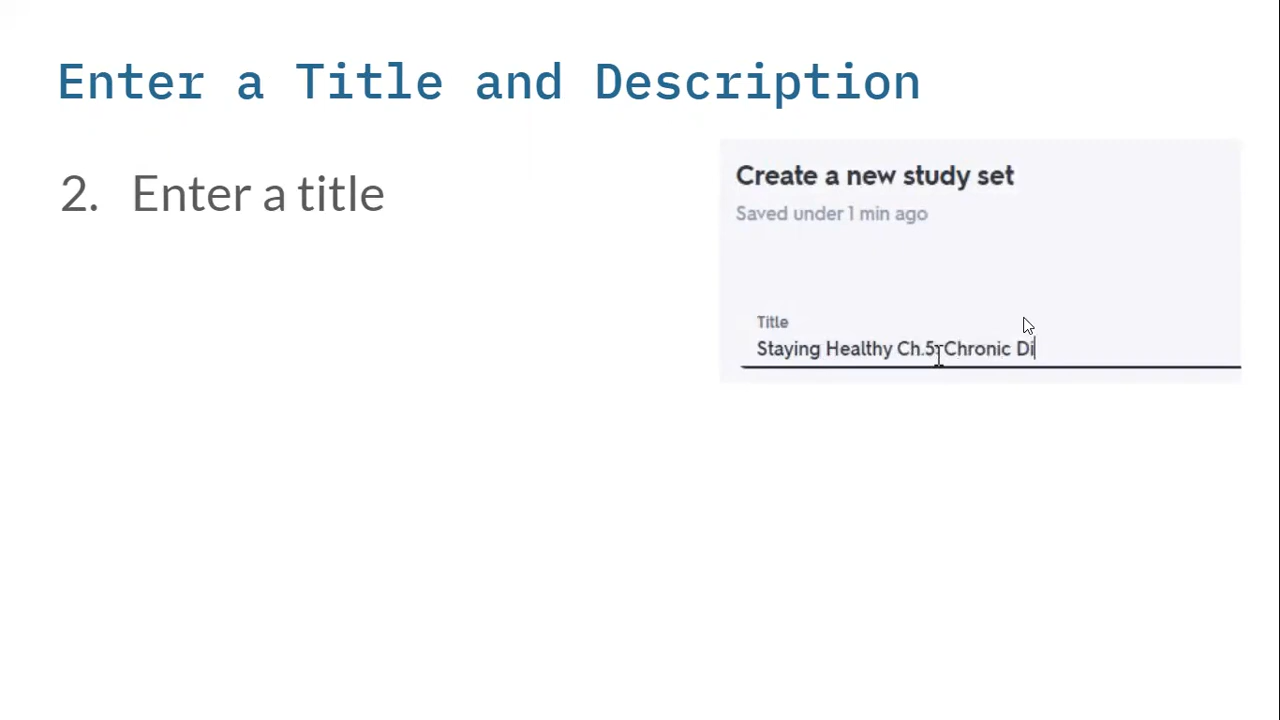 Enter a Title and Description
2. Enter a title
Create a new study set
Saved under 1 min ago
Title
Staying Healthy Ch.5: Chronic Di